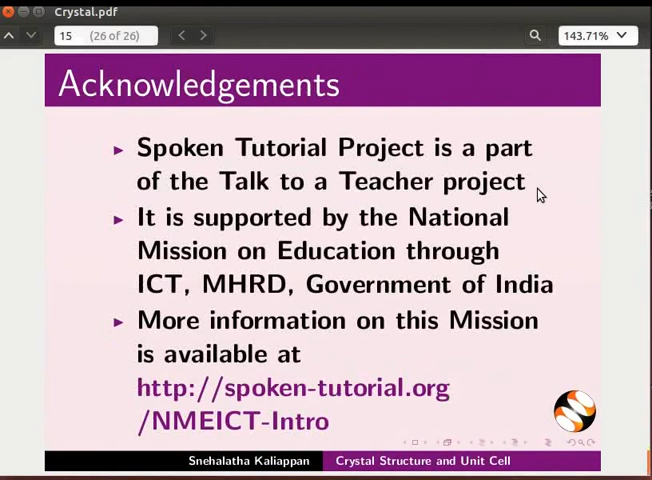 Crystal.pdf
15 (26 of 26) 143.71%
Acknowledgements
Spoken Tutorial Project is a part
of the Talk to a Teacher project
It is supported by the National
Mission on Education through
ICT, MHRD, Government of India
More information on this Mission
is available at
http://spoken-tutorial.org
/NMEICT-Intro
Snehalatha Kaliappan Crystal Structure and Unit Cell